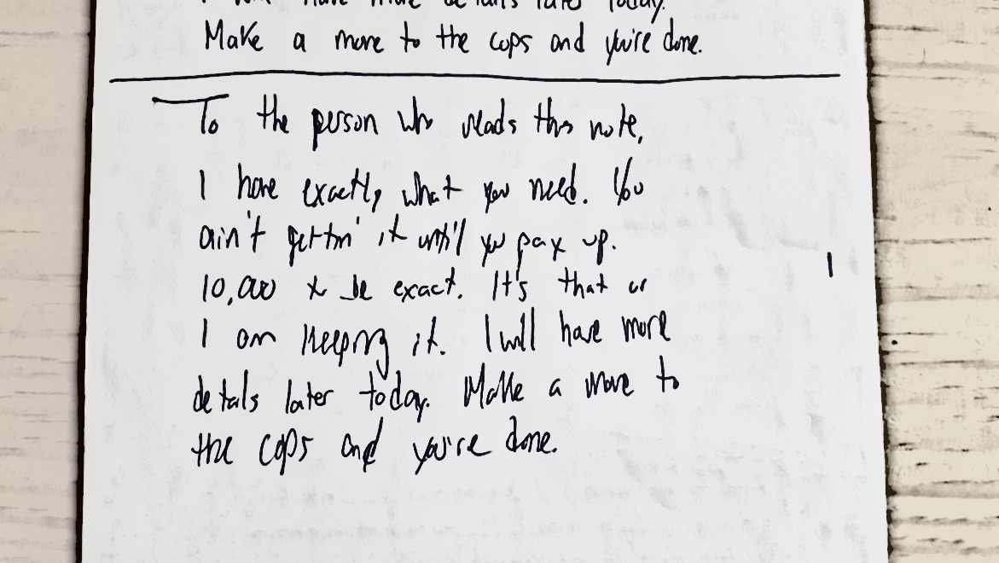 I will have more details later today.
Make a move to the cops and you're done.
To the person who reads this note,
I have exactly what you need. You
ain't gettin' it until you pay up.
10,000 to be exact. It's that or
I am keeping it. I will have more
details later today. Make a move to
the cops and you're done.